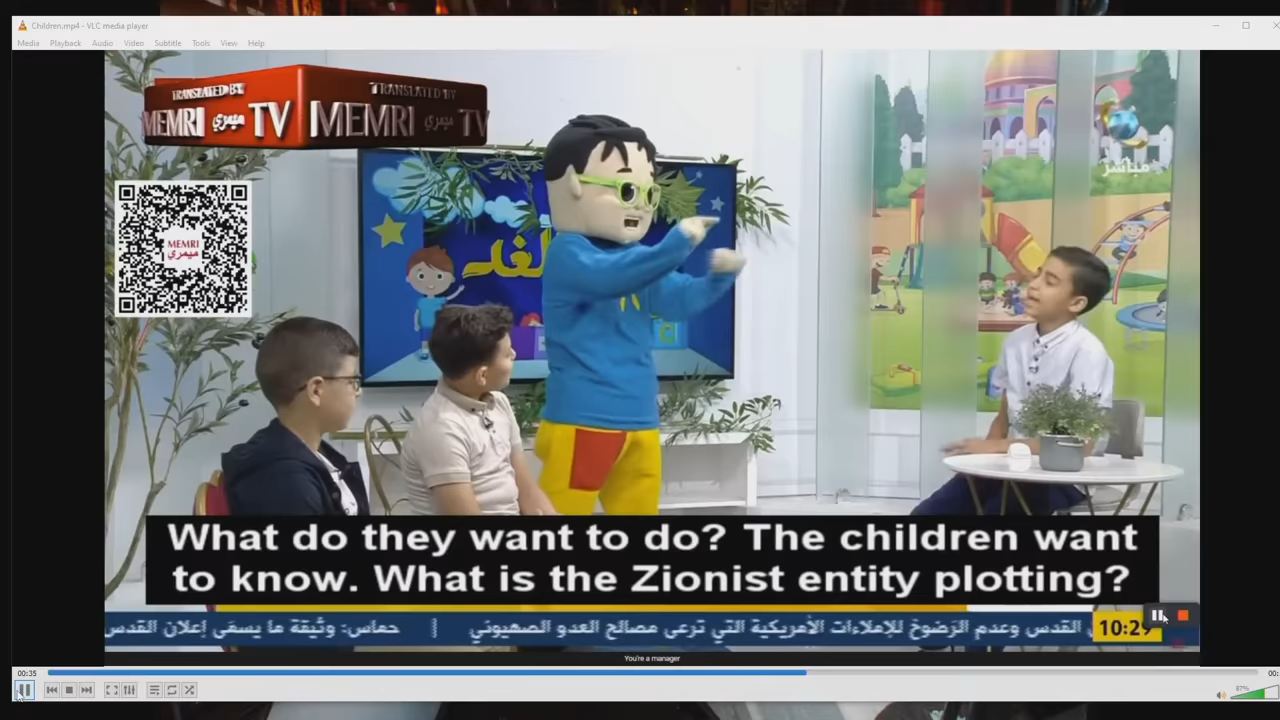 Children.mp4 - VLC media player
Media Playback Audio Video Subtitle Tools View Help
TRANSLATED BY
MEMRI ميمري TV
TRANSLATED BY
MEMRI ميمري TV
MEMRI
ميمري
مباشر
الغد
What do they want to do? The children want
to know. What is the Zionist entity plotting?
القدس وعدم الرضوخ للإملاءات الأمريكية التي ترعى مصالح العدو الصهيوني
حماس: وثيقة ما يسمى إعلان القدس
10:29
You're a manager
00:35
00:
87%